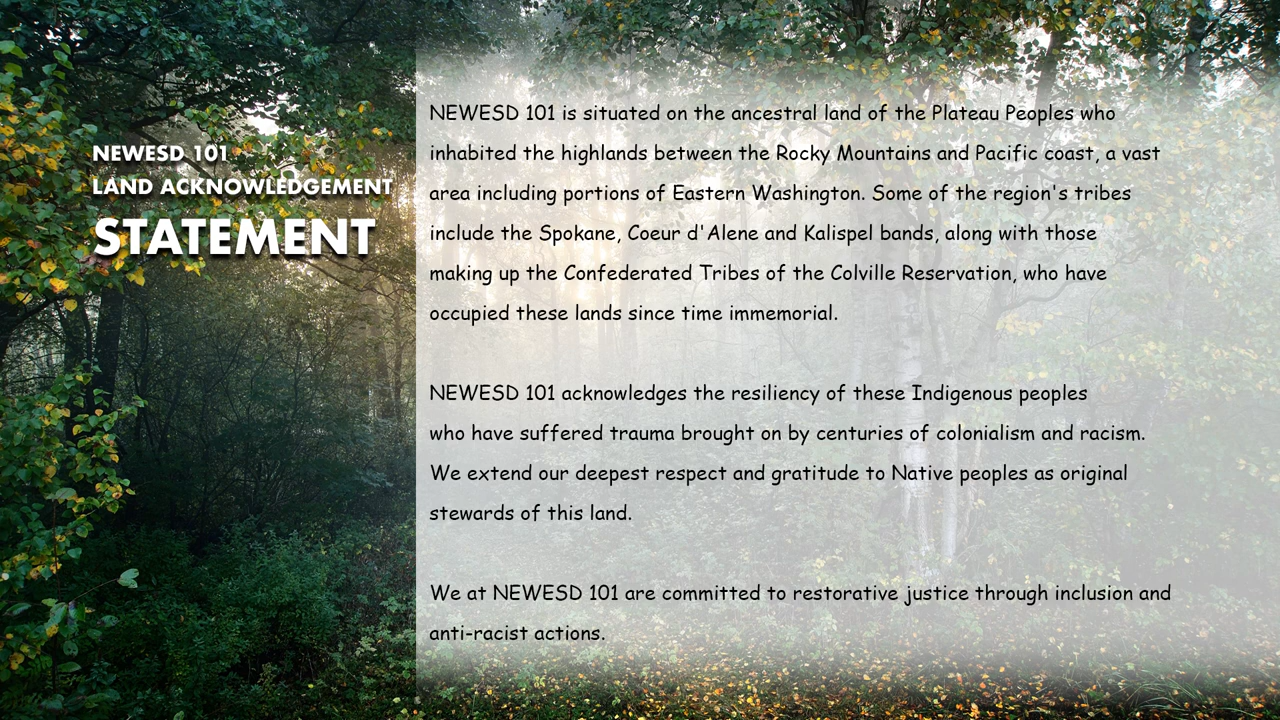 NEWESD 101
LAND ACKNOWLEDGEMENT
STATEMENT
NEWESD 101 is situated on the ancestral land of the Plateau Peoples who
inhabited the highlands between the Rocky Mountains and Pacific coast, a vast
area including portions of Eastern Washington. Some of the region's tribes
include the Spokane, Coeur d'Alene and Kalispel bands, along with those
making up the Confederated Tribes of the Colville Reservation, who have
occupied these lands since time immemorial.
NEWESD 101 acknowledges the resiliency of these Indigenous peoples
who have suffered trauma brought on by centuries of colonialism and racism.
We extend our deepest respect and gratitude to Native peoples as original
stewards of this land.
We at NEWESD 101 are committed to restorative justice through inclusion and
anti-racist actions.